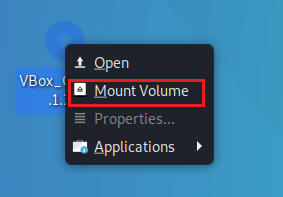 Open
VBox_
Mount Volume
.1.
Properties...
Applications